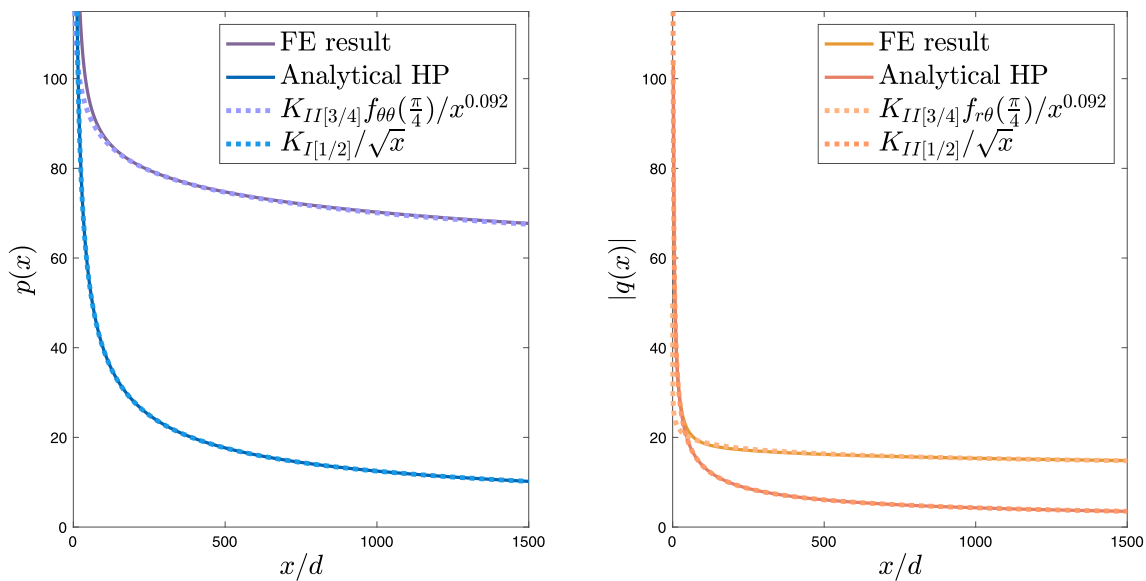 FE result
Analytical HP
K_{II[3/4]} f_{θθ}(π/4)/x^{0.092}
K_{I[1/2]}/√x
100
80
60
40
20
0
p(x)
0 500 1000 1500
x/d
FE result
Analytical HP
K_{II[3/4]} f_{rθ}(π/4)/x^{0.092}
K_{II[1/2]}/√x
100
80
60
40
20
0
|q(x)|
0 500 1000 1500
x/d